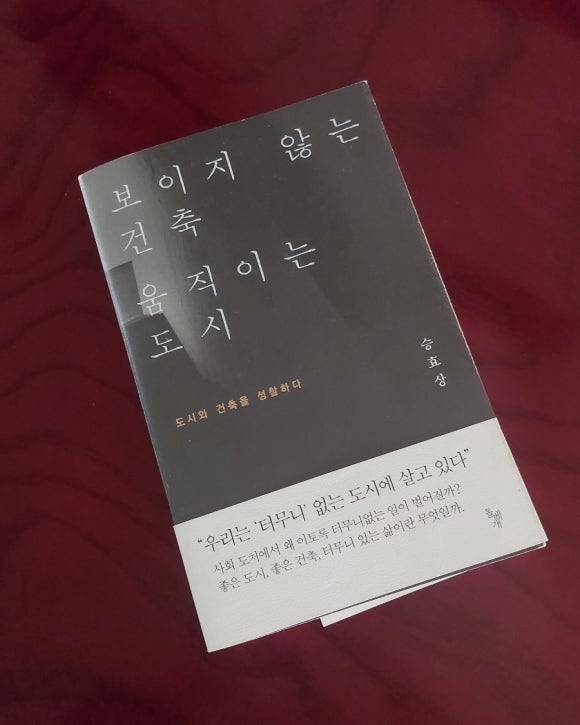 보이지 않는
건축
움직이는
도시
승효상
도시와 건축을 성찰하다
“우리는 ‘터무니’ 없는 도시에 살고 있다”
사회 도처에서 왜 이토록 터무니없는 일이 벌어질까?
좋은 도시, 좋은 건축, 터무니 있는 삶이란 무엇일까.
돌베개